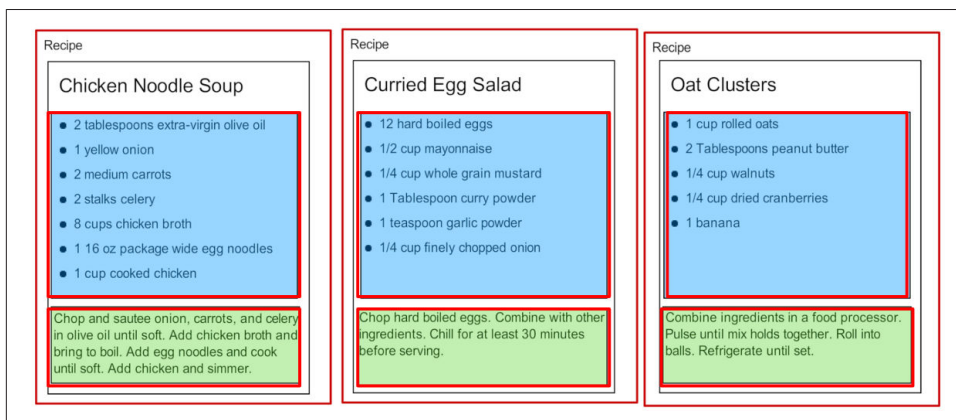 Recipe
Chicken Noodle Soup
2 tablespoons extra-virgin olive oil
1 yellow onion
2 medium carrots
2 stalks celery
8 cups chicken broth
1 16 oz package wide egg noodles
1 cup cooked chicken
Chop and sautee onion, carrots, and celery
in olive oil until soft. Add chicken broth and
bring to boil. Add egg noodles and cook
until soft. Add chicken and simmer.
Recipe
Curried Egg Salad
12 hard boiled eggs
1/2 cup mayonnaise
1/4 cup whole grain mustard
1 Tablespoon curry powder
1 teaspoon garlic powder
1/4 cup finely chopped onion
Chop hard boiled eggs. Combine with other
ingredients. Chill for at least 30 minutes
before serving.
Recipe
Oat Clusters
1 cup rolled oats
2 Tablespoons peanut butter
1/4 cup walnuts
1/4 cup dried cranberries
1 banana
Combine ingredients in a food processor.
Pulse until mix holds together. Roll into
balls. Refrigerate until set.